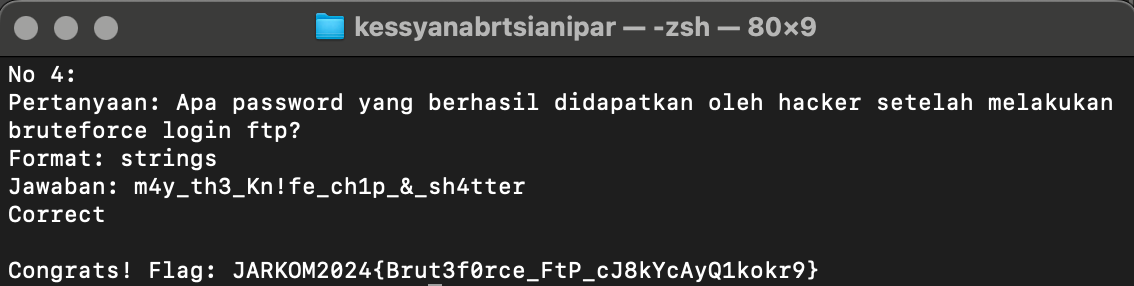 kessyanabrtsianipar — -zsh — 80×9
No 4:
Pertanyaan: Apa password yang berhasil didapatkan oleh hacker setelah melakukan
bruteforce login ftp?
Format: strings
Jawaban: m4y_th3_Kn!fe_ch1p_&_sh4tter
Correct
Congrats! Flag: JARKOM2024{Brut3f0rce_FtP_cJ8kYcAyQ1kokr9}